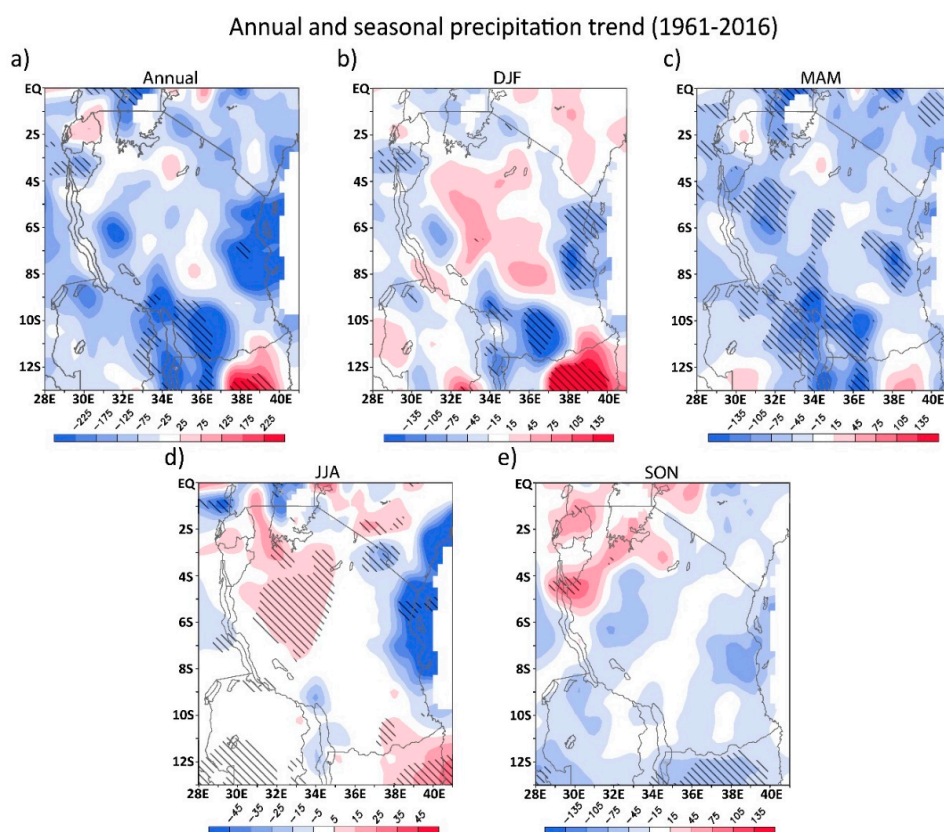 Annual and seasonal precipitation trend (1961-2016)
a) Annual
b) DJF
c) MAM
EQ
2S
4S
6S
8S
10S
12S
28E 30E 32E 34E 36E 38E 40E
-225 -175 -125 -75 -25 25 75 125 175 225
EQ
2S
4S
6S
8S
10S
12S
28E 30E 32E 34E 36E 38E 40E
-135 -105 -75 -45 -15 15 45 75 105 135
EQ
2S
4S
6S
8S
10S
12S
28E 30E 32E 34E 36E 38E 40E
-135 -105 -75 -45 -15 15 45 75 105 135
d) JJA
e) SON
EQ
2S
4S
6S
8S
10S
12S
28E 30E 32E 34E 36E 38E 40E
-45 -35 -25 -15 -5 5 15 25 35 45
EQ
2S
4S
6S
8S
10S
12S
28E 30E 32E 34E 36E 38E 40E
-135 -105 -75 -45 -15 15 45 75 105 135